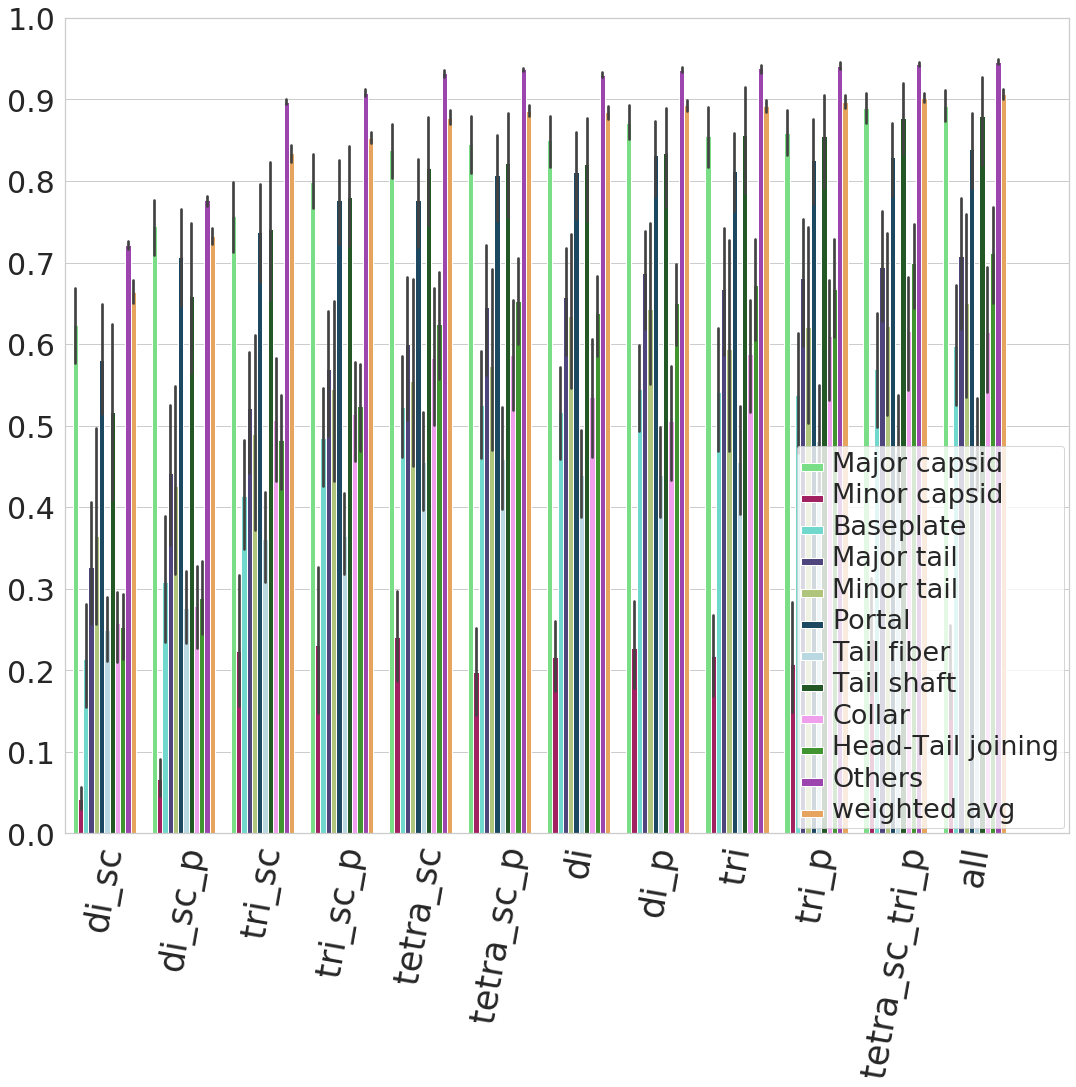 1.0
0.9
0.8
0.7
0.6
0.5
0.4
0.3
0.2
0.1
0.0
Major capsid
Minor capsid
Baseplate
Major tail
Minor tail
Portal
Tail fiber
Tail shaft
Collar
Head-Tail joining
Others
weighted avg
di_sc
di_sc_p
tri_sc
tri_sc_p
tetra_sc
tetra_sc_p
di
di_p
tri
tri_p
tetra_sc_tri_p
all